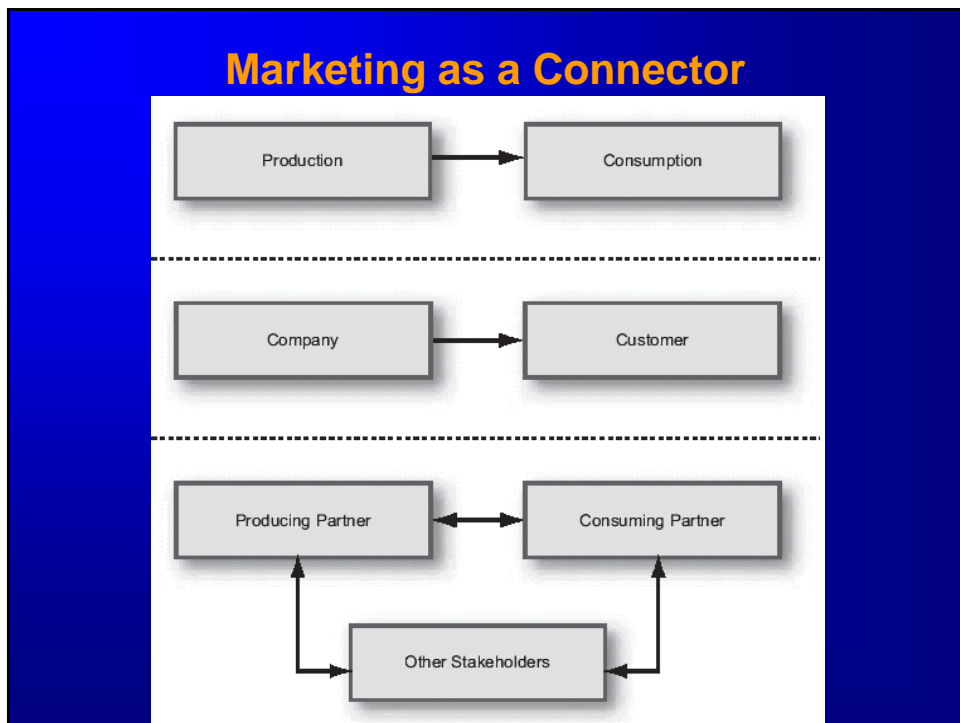 Marketing as a Connector
Production
Consumption
Company
Customer
Producing Partner
Consuming Partner
Other Stakeholders